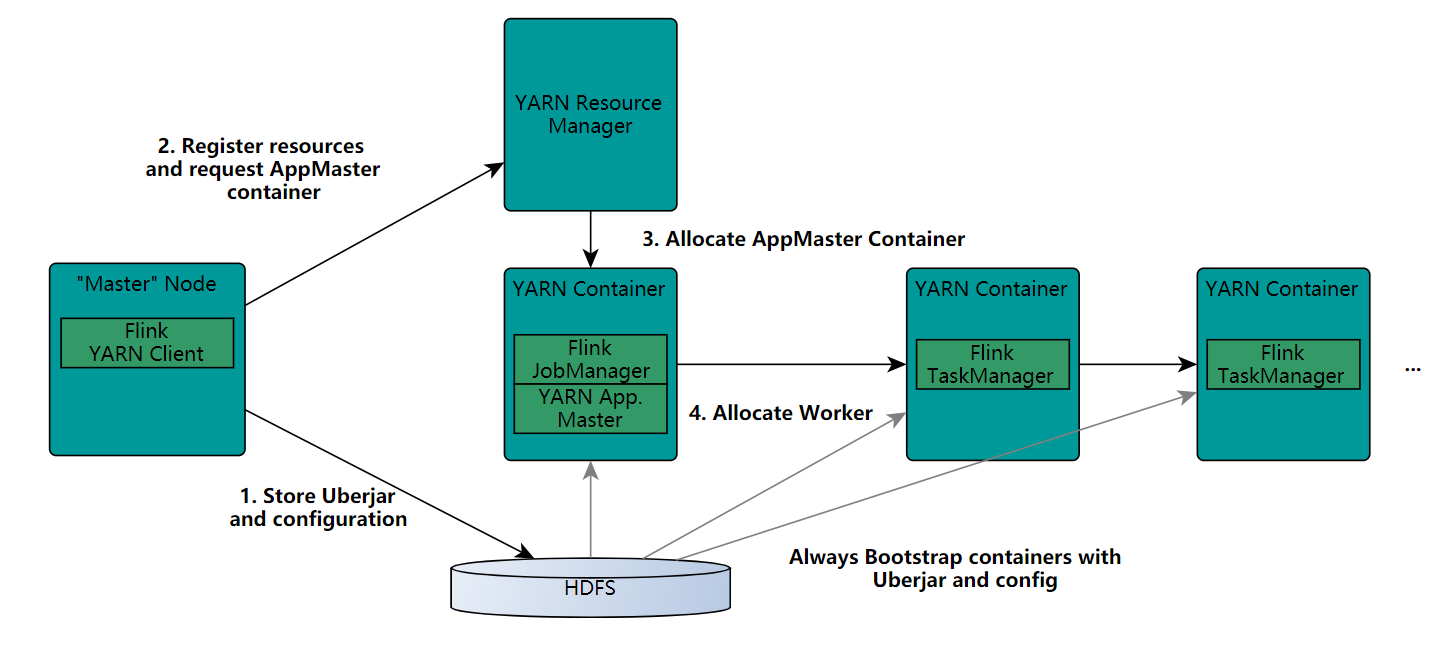 YARN Resource
Manager
2. Register resources
and request AppMaster
container
3. Allocate AppMaster Container
"Master" Node
Flink
YARN Client
YARN Container
Flink
JobManager
YARN App.
Master
4. Allocate Worker
YARN Container
Flink
TaskManager
YARN Container
Flink
TaskManager
...
1. Store Uberjar
and configuration
HDFS
Always Bootstrap containers with
Uberjar and config